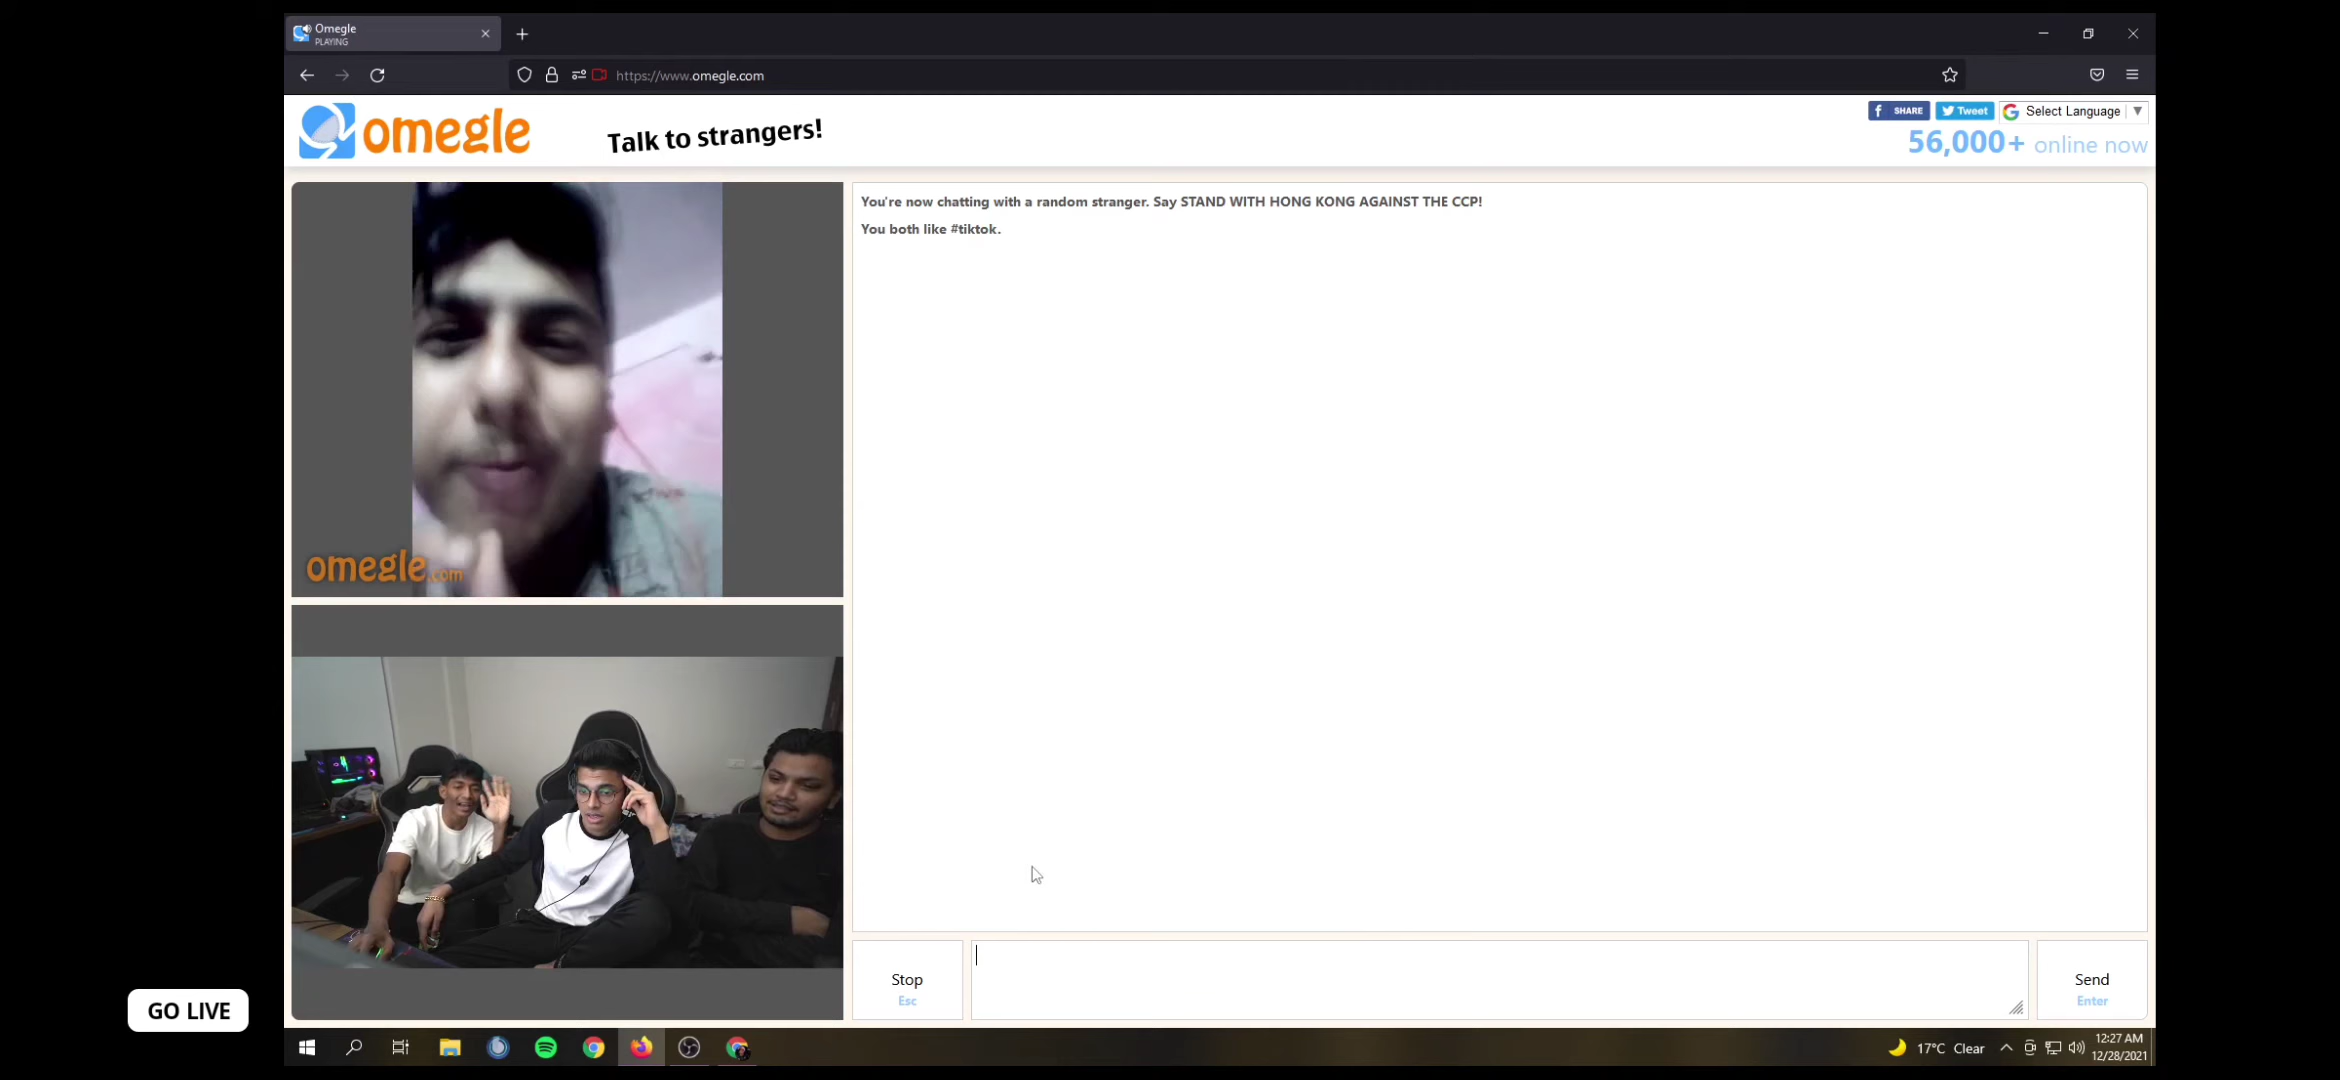 Omegle
PLAYING
https://www.omegle.com
omegle
Talk to strangers!
SHARE
Tweet
Select Language
56,000+ online now
You're now chatting with a random stranger. Say STAND WITH HONG KONG AGAINST THE CCP!
You both like #tiktok.
omegle.com
Stop
Esc
Send
Enter
GO LIVE
17°C Clear
12:27 AM
12/28/2021